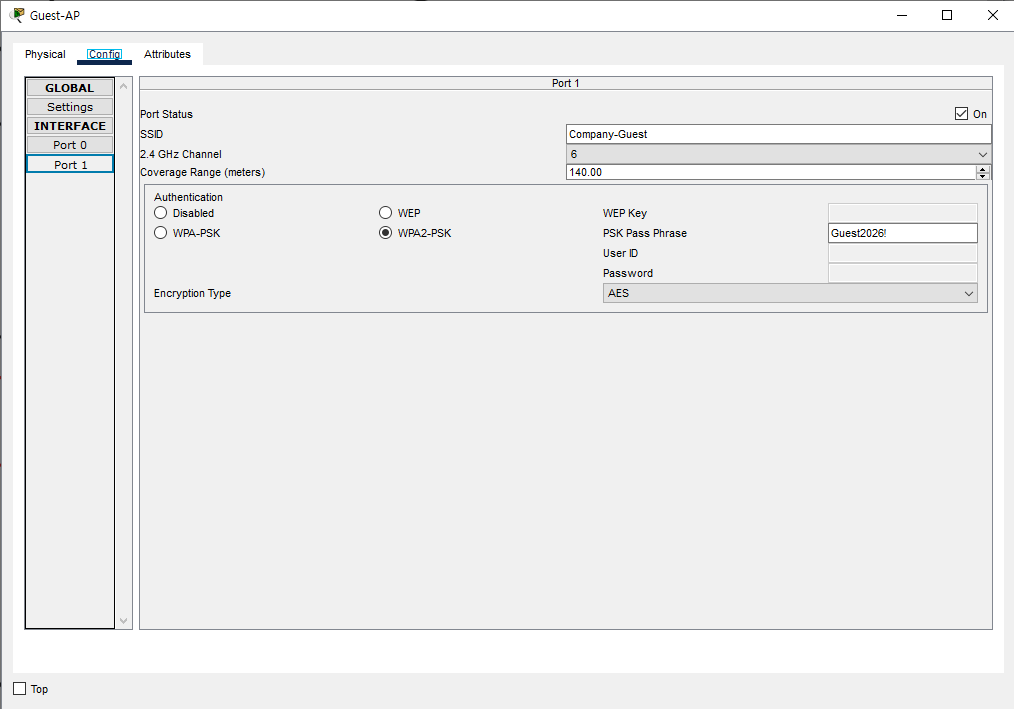 Guest-AP
Physical Config Attributes
GLOBAL
Settings
INTERFACE
Port 0
Port 1
Port 1
Port Status On
SSID Company-Guest
2.4 GHz Channel 6
Coverage Range (meters) 140.00
Authentication
Disabled WEP WEP Key
WPA-PSK WPA2-PSK PSK Pass Phrase Guest2026!
User ID
Password
Encryption Type AES
Top